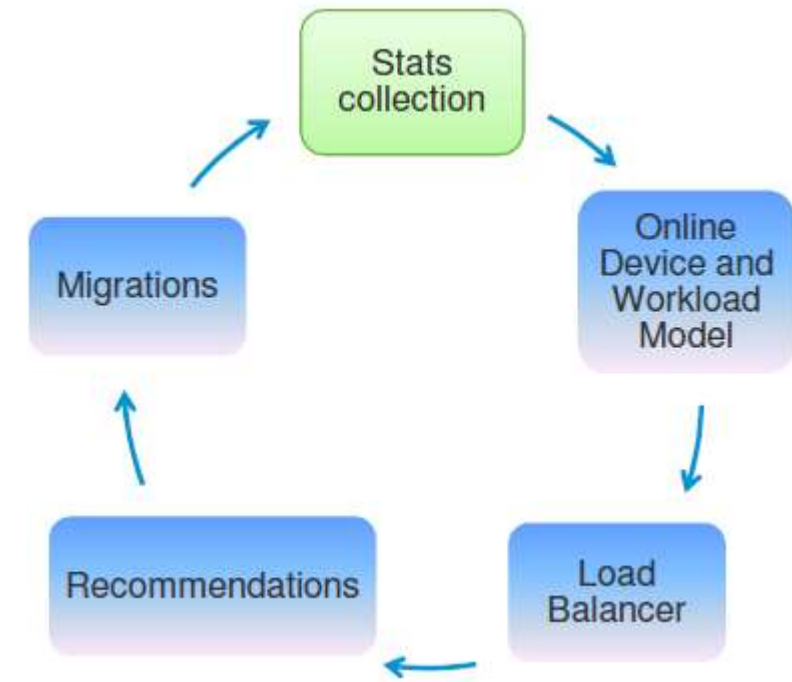 Stats
collection
Online
Device and
Workload
Model
Load
Balancer
Recommendations
Migrations